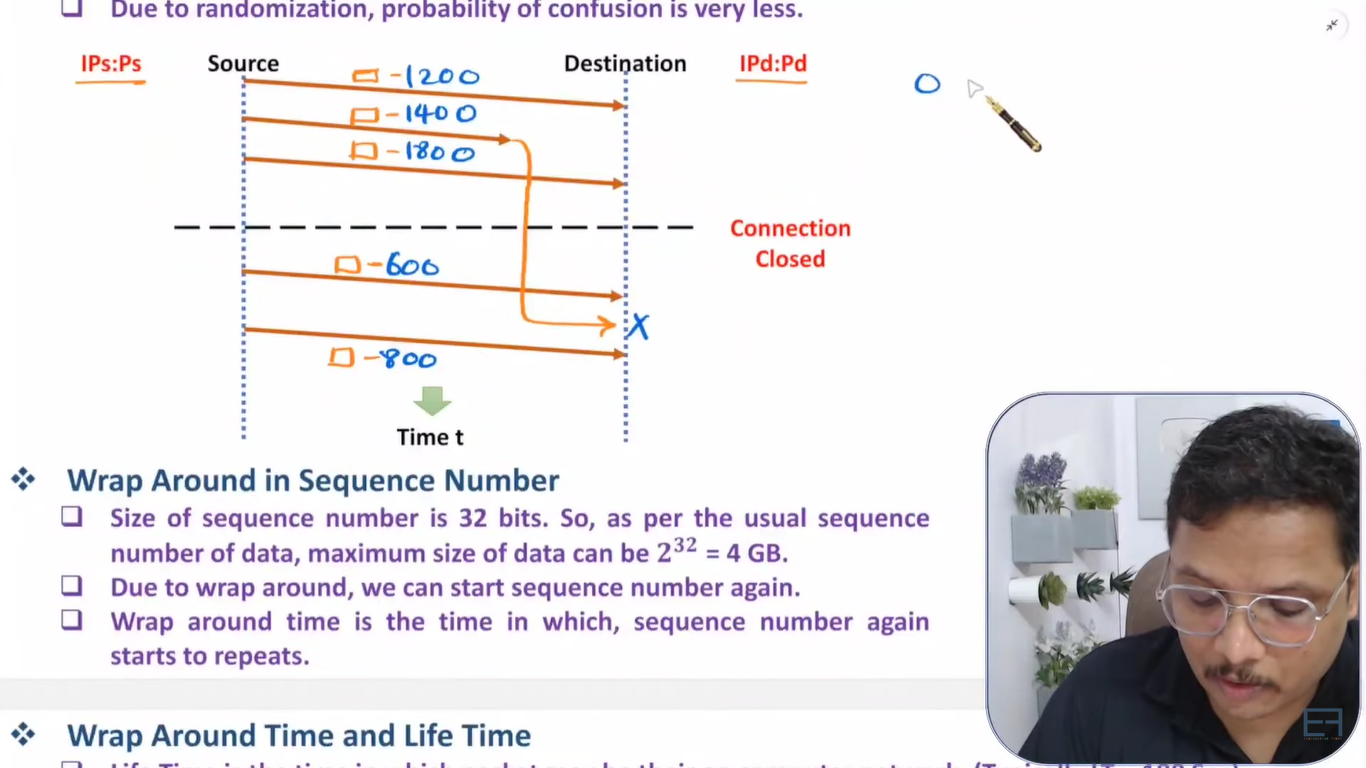 Due to randomization, probability of confusion is very less.
IPs:Ps Source Destination IPd:Pd
-1200
-1400
-1800
Connection
Closed
-600
X
-800
Time t
Wrap Around in Sequence Number
Size of sequence number is 32 bits. So, as per the usual sequence
number of data, maximum size of data can be 2³² = 4 GB.
Due to wrap around, we can start sequence number again.
Wrap around time is the time in which, sequence number again
starts to repeats.
Wrap Around Time and Life Time